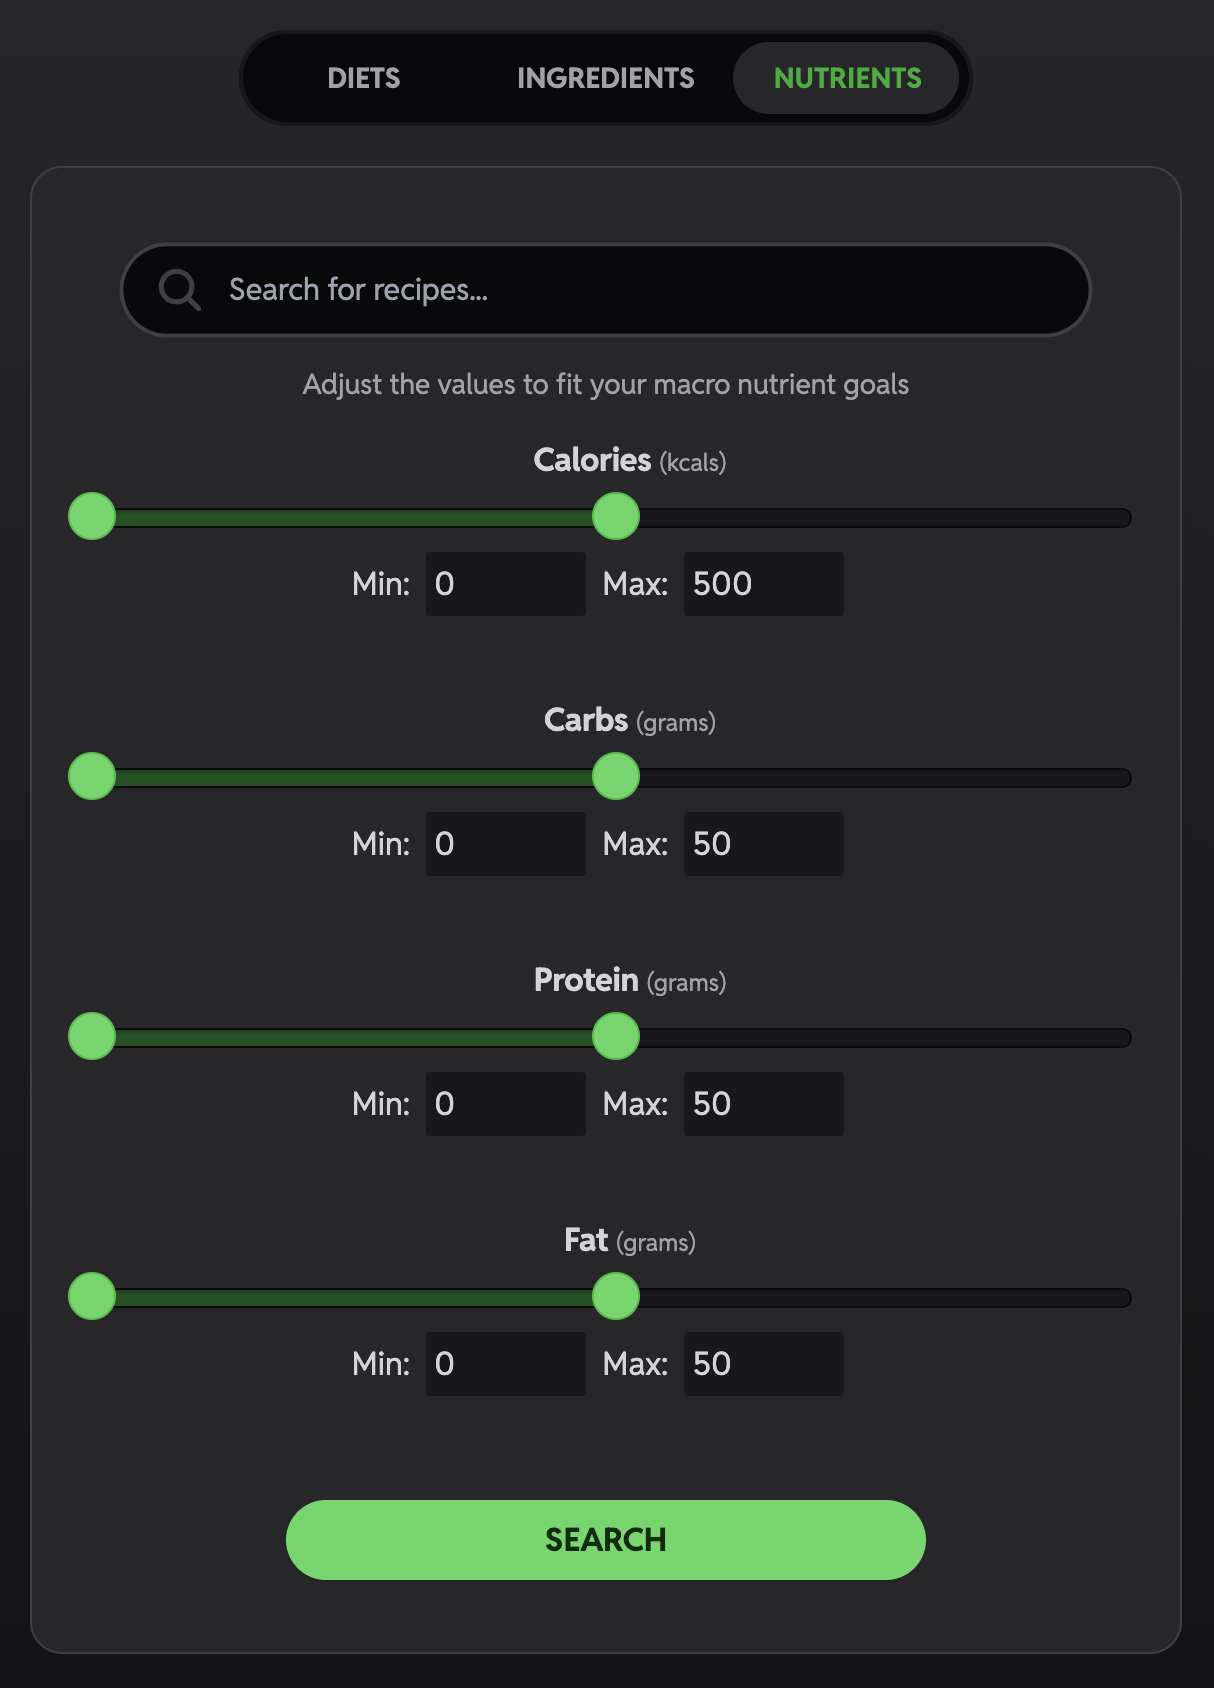 DIETS INGREDIENTS NUTRIENTS
Search for recipes...
Adjust the values to fit your macro nutrient goals
Calories (kcals)
Min: 0 Max: 500
Carbs (grams)
Min: 0 Max: 50
Protein (grams)
Min: 0 Max: 50
Fat (grams)
Min: 0 Max: 50
SEARCH